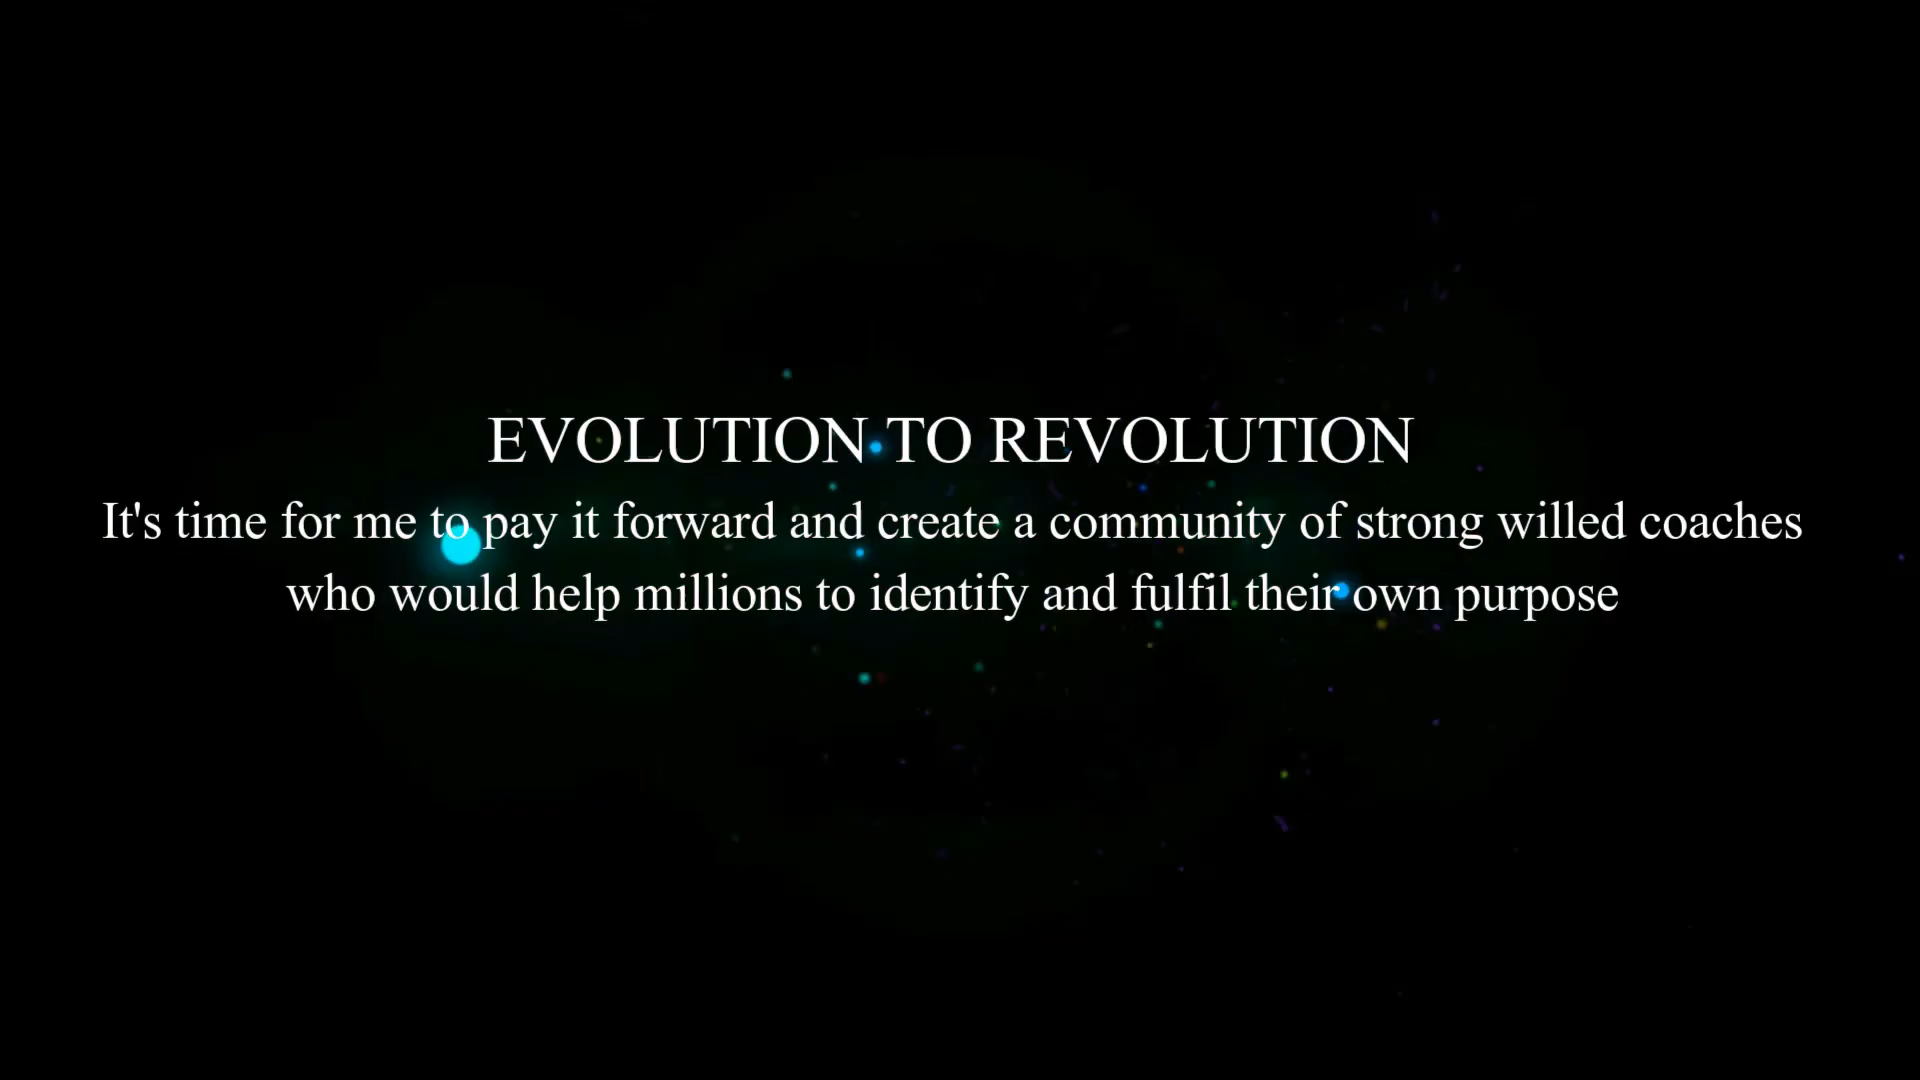 EVOLUTION TO REVOLUTION
It's time for me to pay it forward and create a community of strong willed coaches
who would help millions to identify and fulfil their own purpose